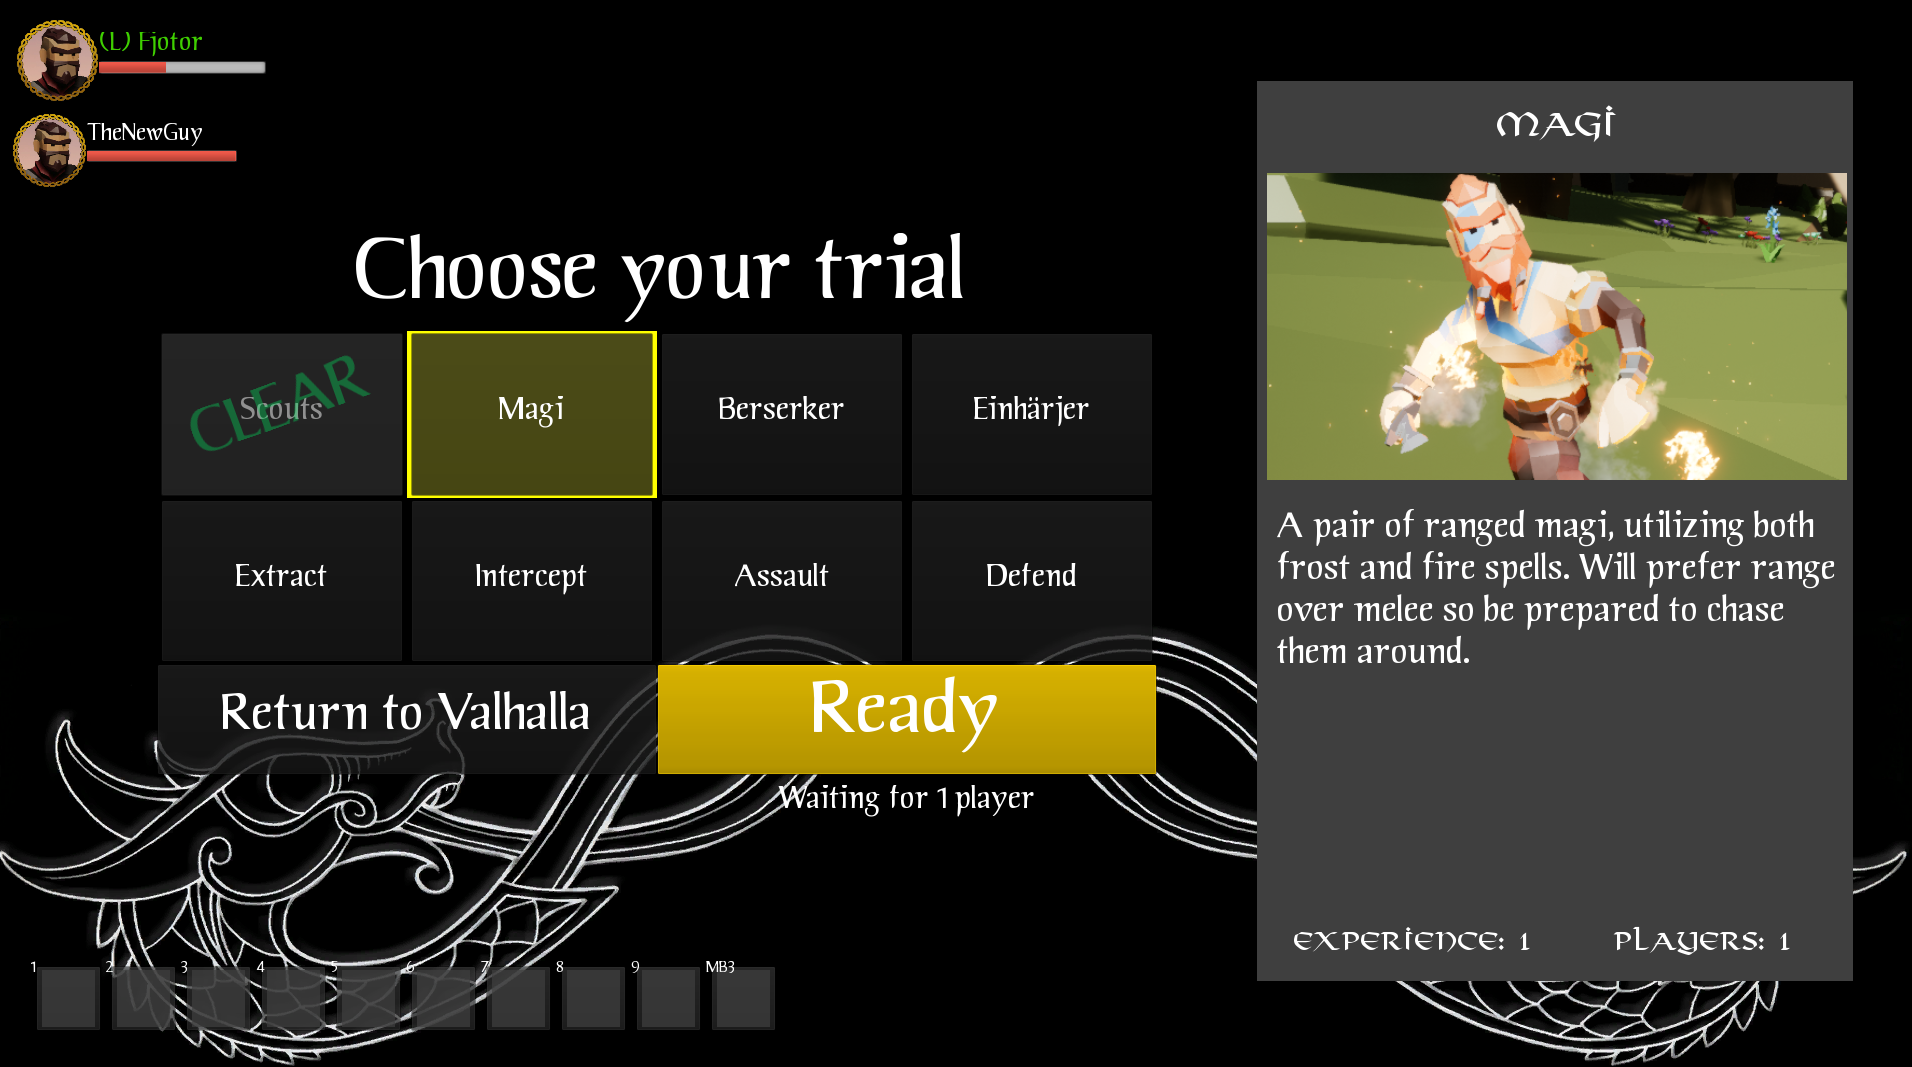 (L) Fjotor
TheNewGuy
Choose your trial
Scouts
CLEAR
Magi
Berserker
Einhärjer
Extract
Intercept
Assault
Defend
Return to Valhalla
Ready
Waiting for 1 player
MAGI
A pair of ranged magi, utilizing both
frost and fire spells. Will prefer range
over melee so be prepared to chase
them around.
EXPERIENCE: 1
PLAYERS: 1
1 2 3 4 5 6 7 8 9 MB3